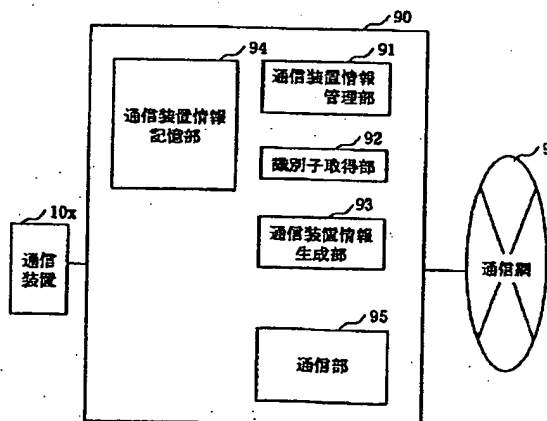 90
94
91
通信装置情報
記憶部
通信装置情報
管理部
92
識別子取得部
93
通信装置情報
生成部
10x
通信
装置
9
通信網
95
通信部